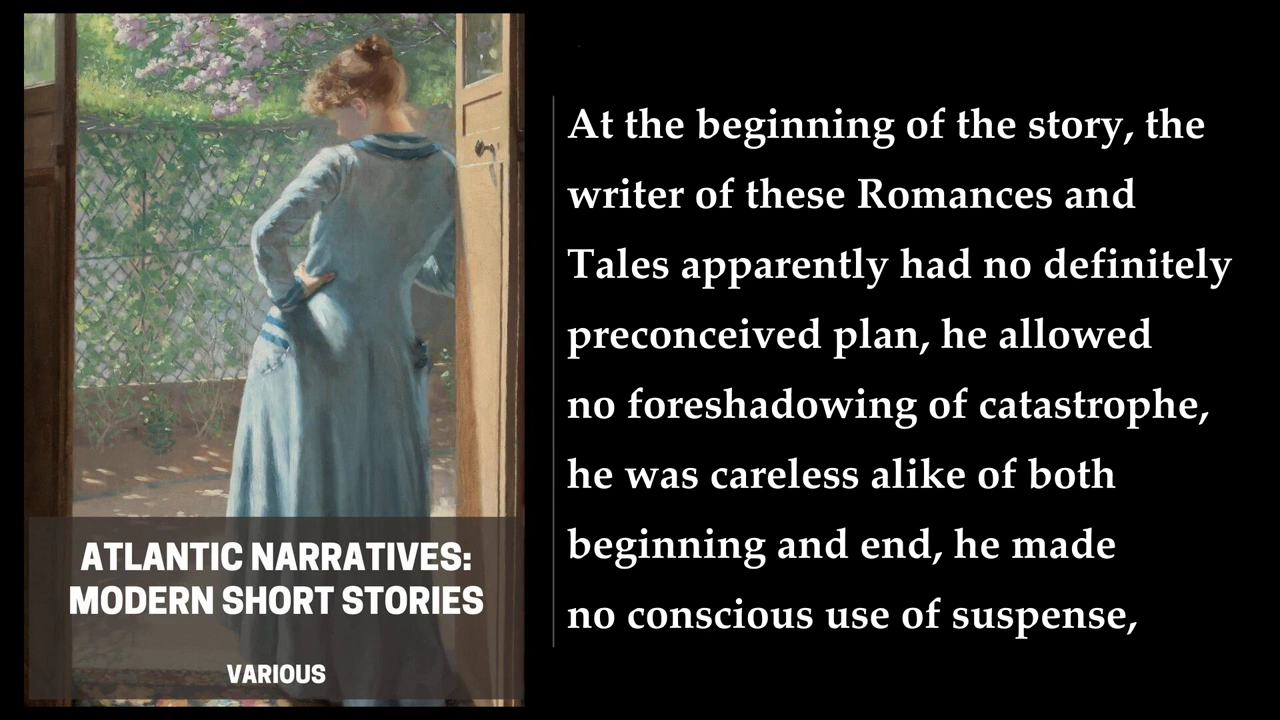 ATLANTIC NARRATIVES:
MODERN SHORT STORIES
VARIOUS
At the beginning of the story, the
writer of these Romances and
Tales apparently had no definitely
preconceived plan, he allowed
no foreshadowing of catastrophe,
he was careless alike of both
beginning and end, he made
no conscious use of suspense,